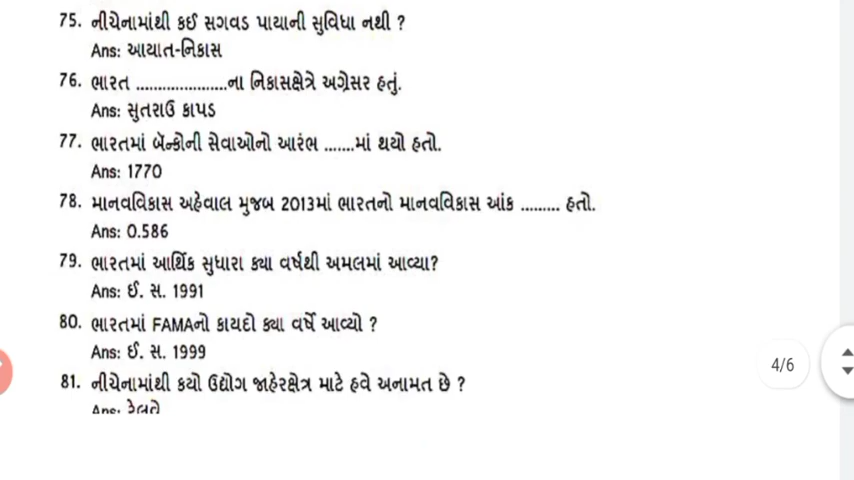 75. નીચેનામાંથી કઈ સગવડ પાયાની સુવિધા નથી ?
Ans: આયાત-નિકાસ
76. ભારત .....................ના નિકાસક્ષેત્રે અગ્રેસર હતું.
Ans: સુતરાઉ કાપડ
77. ભારતમાં બૅન્કોની સેવાઓનો આરંભ .......માં થયો હતો.
Ans: 1770
78. માનવવિકાસ અહેવાલ મુજબ 2013માં ભારતનો માનવવિકાસ આંક ......... હતો.
Ans: 0.586
79. ભારતમાં આર્થિક સુધારા ક્યા વર્ષથી અમલમાં આવ્યા?
Ans: ઈ. સ. 1991
80. ભારતમાં FAMAનો કાયદો ક્યા વર્ષે આવ્યો ?
Ans: ઈ. સ. 1999
81. નીચેનામાંથી કયો ઉદ્યોગ જાહેરક્ષેત્ર માટે હવે અનામત છે ?
Ans: રેલવે
4/6